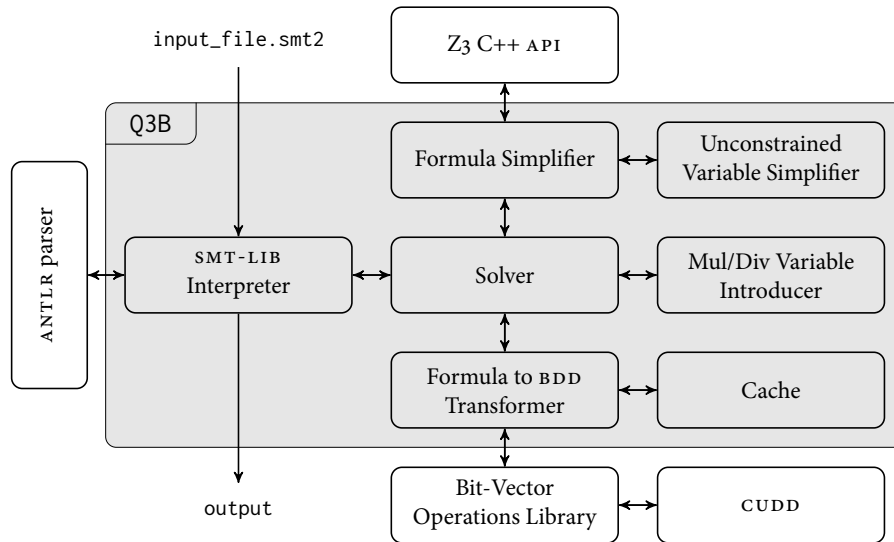 input_file.smt2
Z3 C++ API
Q3B
Formula Simplifier
Unconstrained
Variable Simplifier
ANTLR parser
SMT-LIB
Interpreter
Solver
Mul/Div Variable
Introducer
Formula to BDD
Transformer
Cache
output
Bit-Vector
Operations Library
CUDD